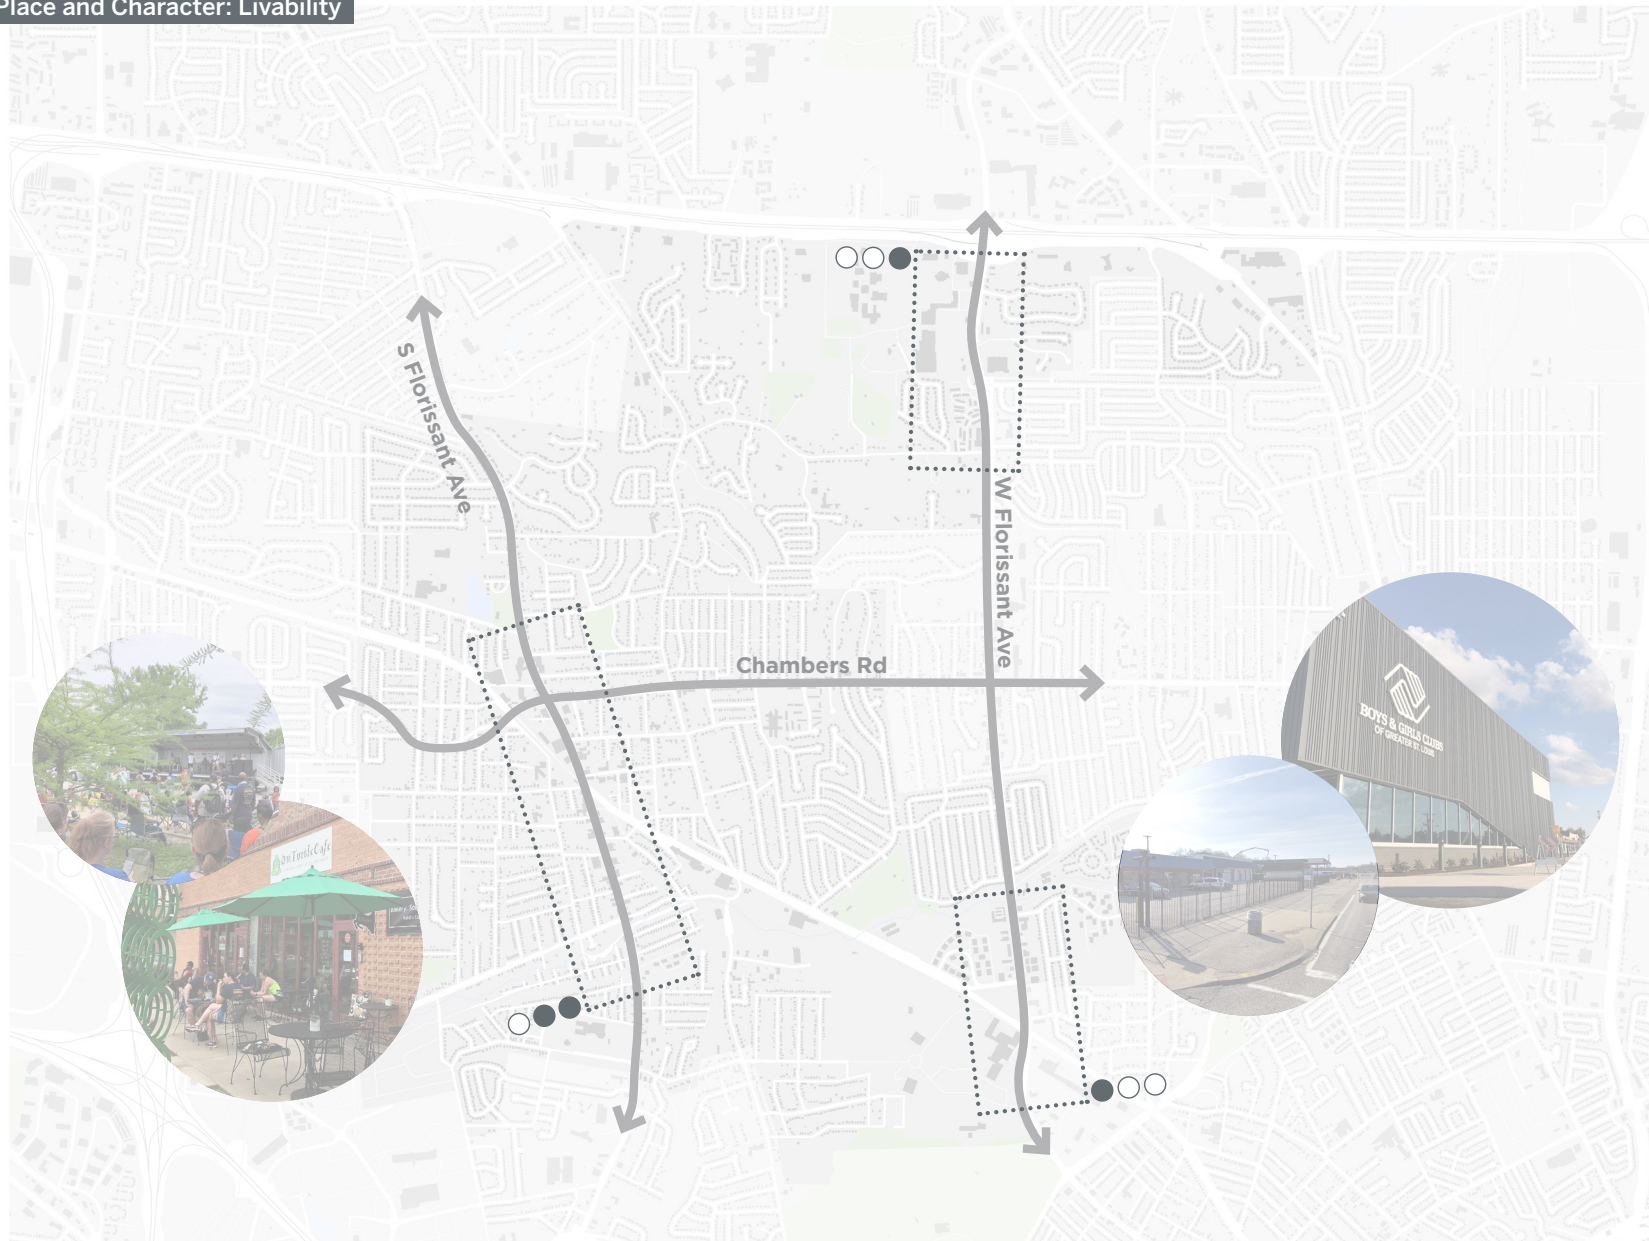 Place and Character: Livability
S Florissant Ave
W Florissant Ave
Chambers Rd
BOYS & GIRLS CLUBS
OF GREATER ST. LOUIS